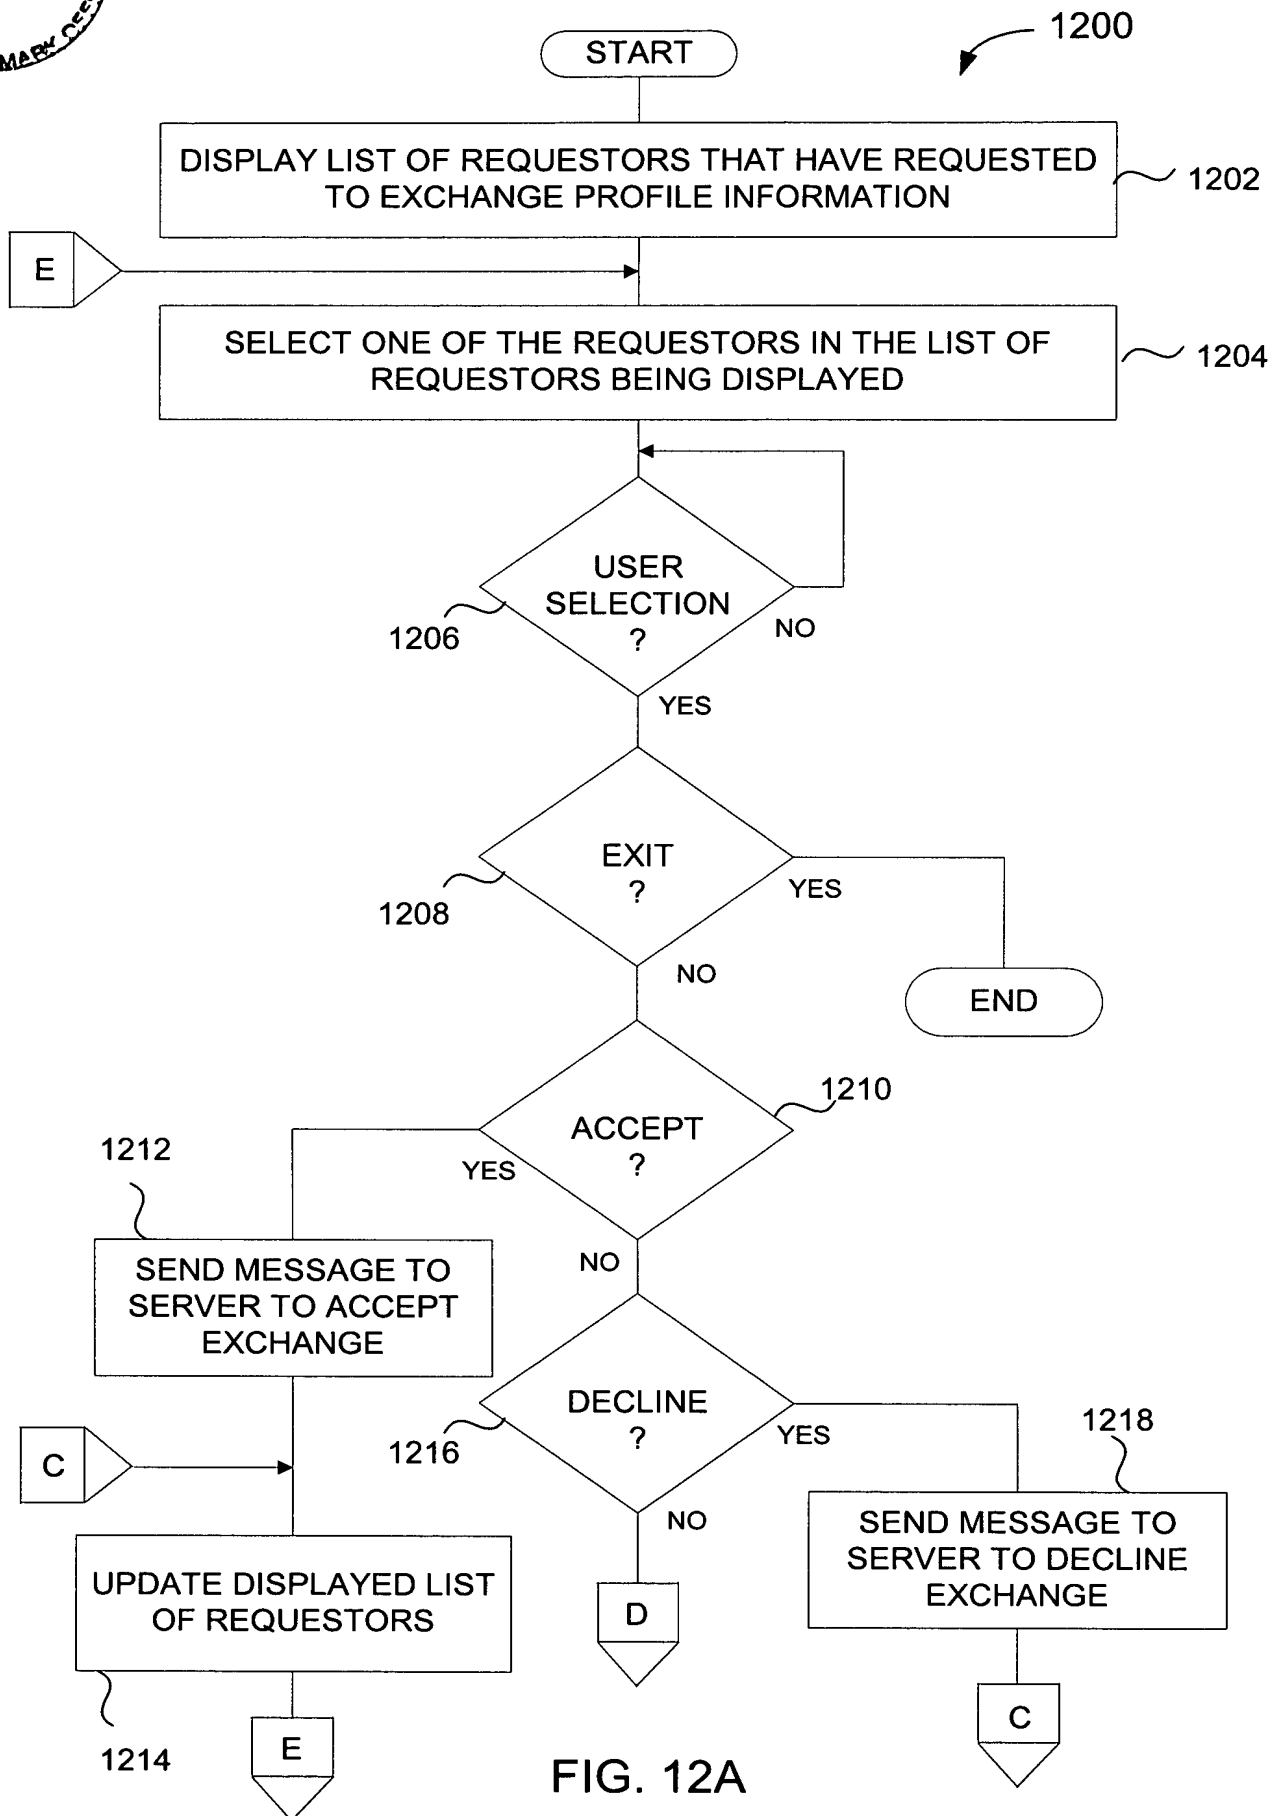 MARK OFF
1200
START
DISPLAY LIST OF REQUESTORS THAT HAVE REQUESTED
TO EXCHANGE PROFILE INFORMATION
1202
E
SELECT ONE OF THE REQUESTORS IN THE LIST OF
REQUESTORS BEING DISPLAYED
1204
USER
SELECTION
?
1206
NO
YES
EXIT
?
1208
YES
NO
END
1210
ACCEPT
?
YES
1212
NO
SEND MESSAGE TO
SERVER TO ACCEPT
EXCHANGE
DECLINE
?
1216
YES
1218
C
NO
SEND MESSAGE TO
SERVER TO DECLINE
EXCHANGE
UPDATE DISPLAYED LIST
OF REQUESTORS
D
1214
E
C
FIG. 12A